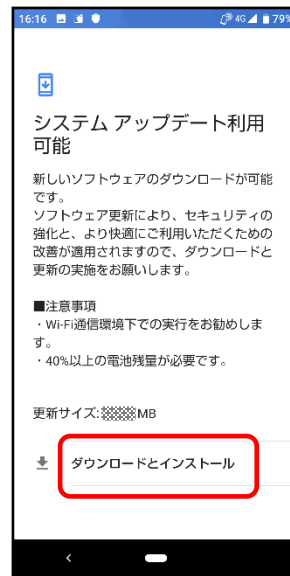 16:16 4G 79%
システム アップデート利用
可能
新しいソフトウェアのダウンロードが可能
です。
ソフトウェア更新により、セキュリティの
強化と、より快適にご利用いただくための
改善が適用されますので、ダウンロードと
更新の実施をお願いします。
■注意事項
・Wi-Fi通信環境下での実行をお勧めしま
す。
・40%以上の電池残量が必要です。
更新サイズ: MB
ダウンロードとインストール